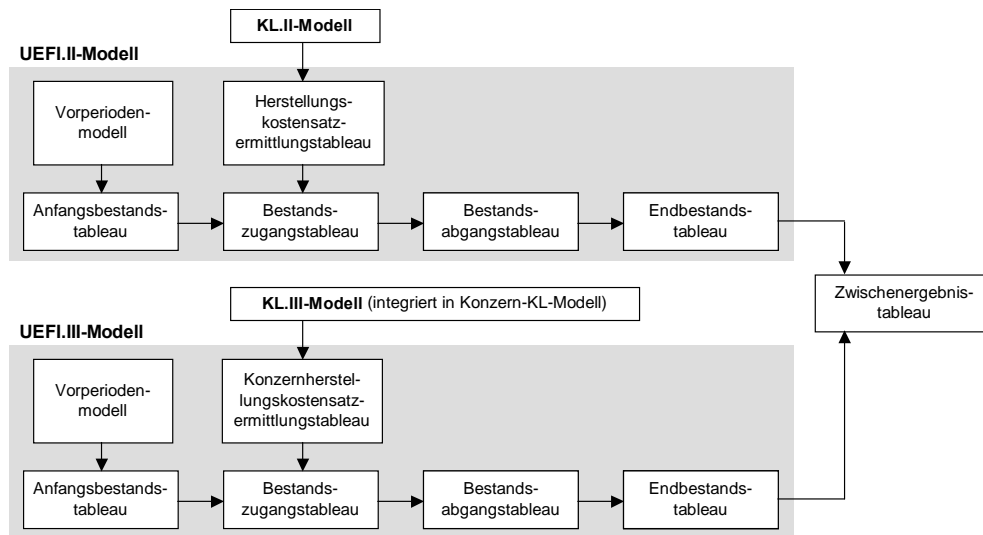 KL.II-Modell
UEFI.II-Modell
Vorperioden-
modell
Herstellungs-
kostensatz-
ermittlungstableau
Anfangsbestands-
tableau
Bestands-
zugangstableau
Bestands-
abgangstableau
Endbestands-
tableau
Zwischenergebnis-
tableau
KL.III-Modell (integriert in Konzern-KL-Modell)
UEFI.III-Modell
Vorperioden-
modell
Konzernherstel-
lungskostensatz-
ermittlungstableau
Anfangsbestands-
tableau
Bestands-
zugangstableau
Bestands-
abgangstableau
Endbestands-
tableau